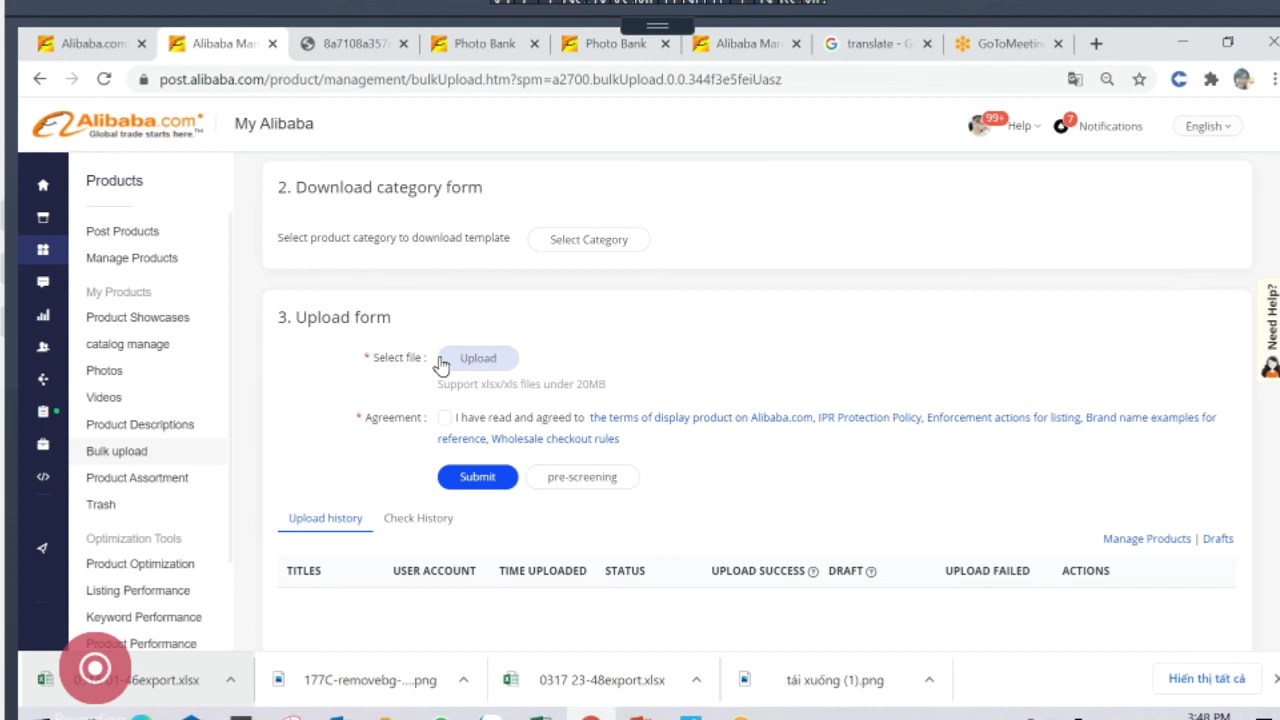 Alibaba.com
Alibaba Man
8a7108a357
Photo Bank
Photo Bank
Alibaba Man
translate - G
GoToMeetin
post.alibaba.com/product/management/bulkUpload.htm?spm=a2700.bulkUpload.0.0.344f3e5feiUasz
Alibaba.com
Global trade starts here.™
My Alibaba
99+
Help
7
Notifications
English
Products
Post Products
Manage Products
My Products
Product Showcases
catalog manage
Photos
Videos
Product Descriptions
Bulk upload
Product Assortment
Trash
Optimization Tools
Product Optimization
Listing Performance
Keyword Performance
Product Performance
2. Download category form
Select product category to download template
Select Category
3. Upload form
* Select file :
Upload
Support xlsx/xls files under 20MB
* Agreement :
I have read and agreed to the terms of display product on Alibaba.com, IPR Protection Policy, Enforcement actions for listing, Brand name examples for
reference, Wholesale checkout rules
Submit
pre-screening
Upload history
Check History
Manage Products | Drafts
TITLES
USER ACCOUNT
TIME UPLOADED
STATUS
UPLOAD SUCCESS
DRAFT
UPLOAD FAILED
ACTIONS
Need Help?
46export.xlsx
177C-removebg-....png
0317 23-48export.xlsx
tải xuống (1).png
Hiển thị tất cả
3:48 PM